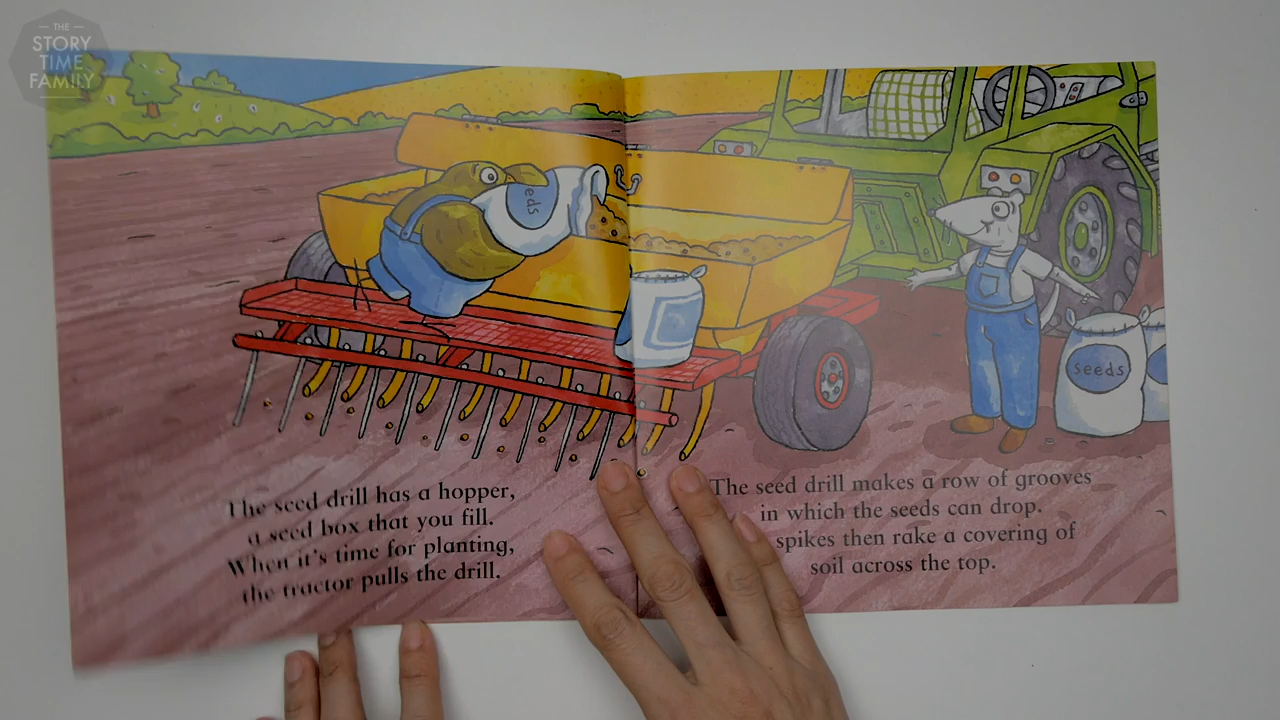 THE
STORY
TIME
FAMILY
eeds
seeds
The seed drill has a hopper,
a seed box that you fill.
When it's time for planting,
the tractor pulls the drill.
The seed drill makes a row of grooves
in which the seeds can drop.
spikes then rake a covering of
soil across the top.